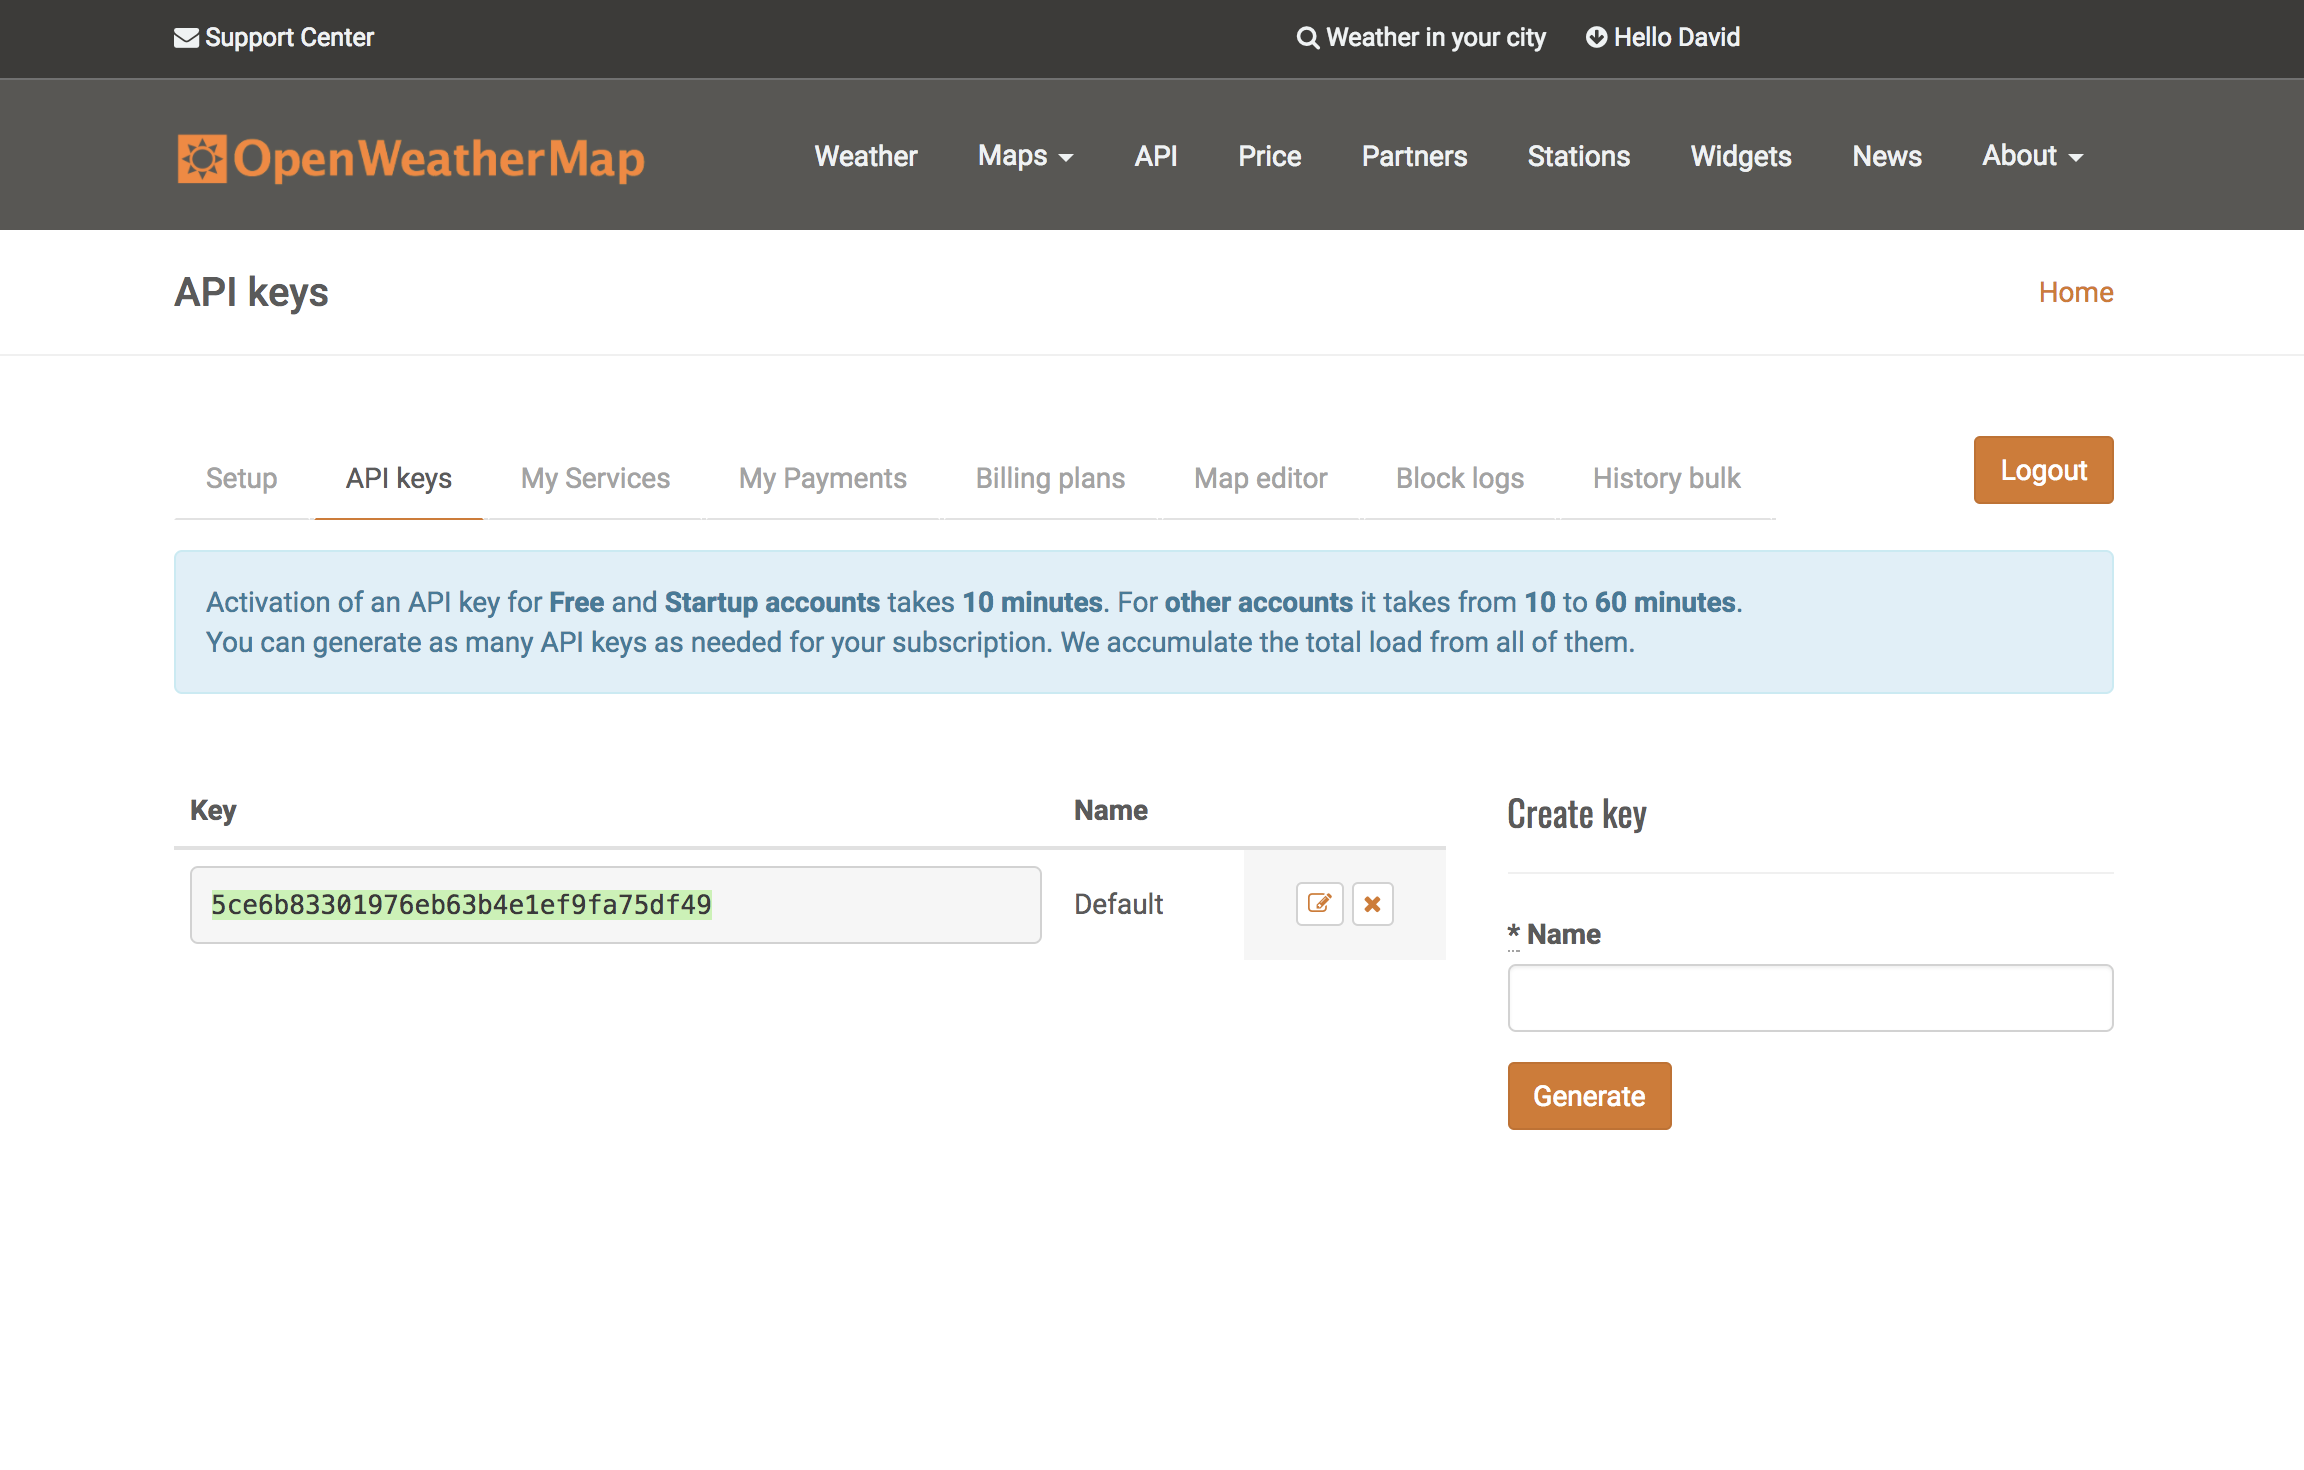 Support Center
Weather in your city
Hello David
OpenWeatherMap
Weather
Maps
API
Price
Partners
Stations
Widgets
News
About
API keys
Home
Setup
API keys
My Services
My Payments
Billing plans
Map editor
Block logs
History bulk
Logout
Activation of an API key for Free and Startup accounts takes 10 minutes. For other accounts it takes from 10 to 60 minutes.
You can generate as many API keys as needed for your subscription. We accumulate the total load from all of them.
Key
Name
5ce6b83301976eb63b4e1ef9fa75df49
Default
Create key
* Name
Generate